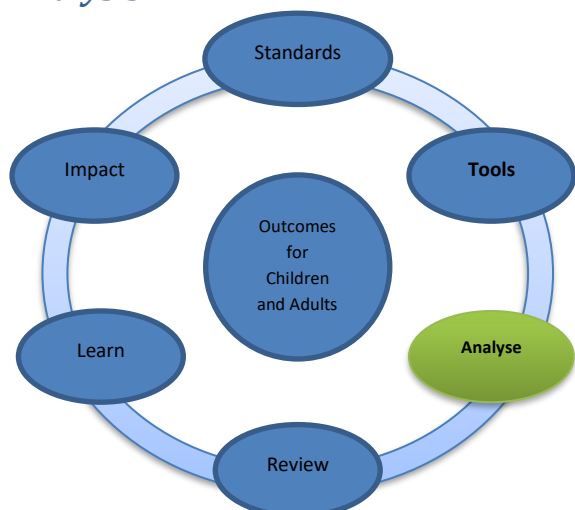 Standards
Tools
Analyse
Review
Learn
Impact
Outcomes
for
Children
and Adults